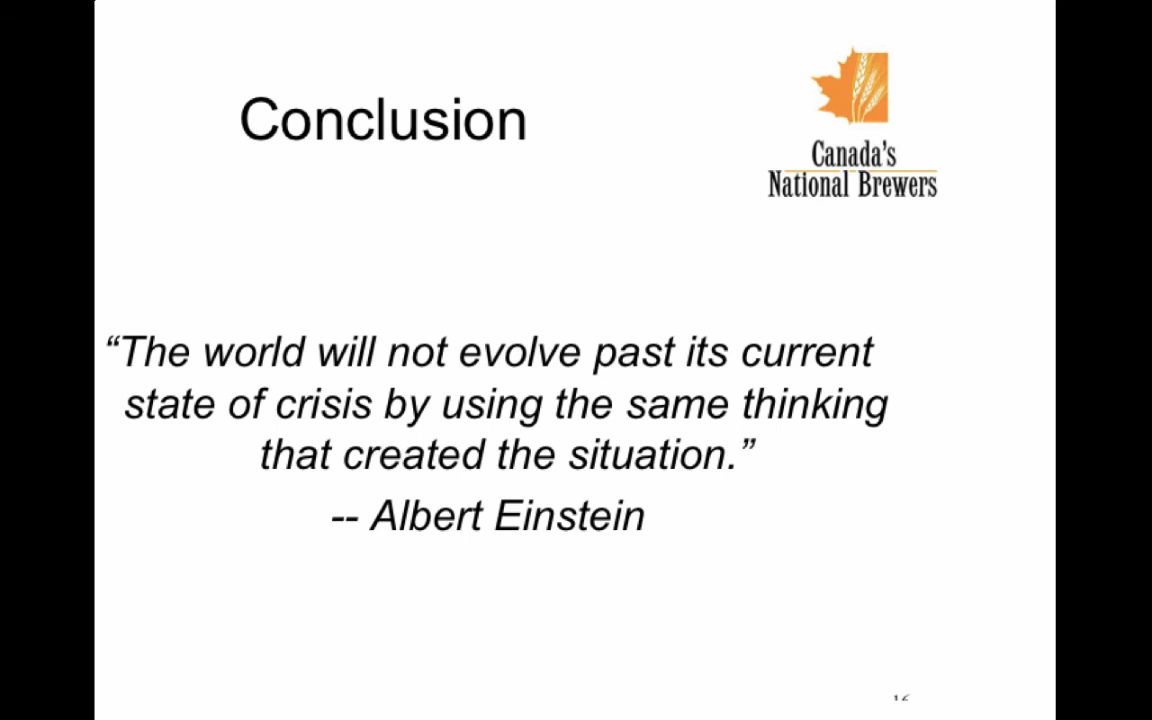 Conclusion
Canada's
National Brewers
“The world will not evolve past its current
state of crisis by using the same thinking
that created the situation.”
-- Albert Einstein